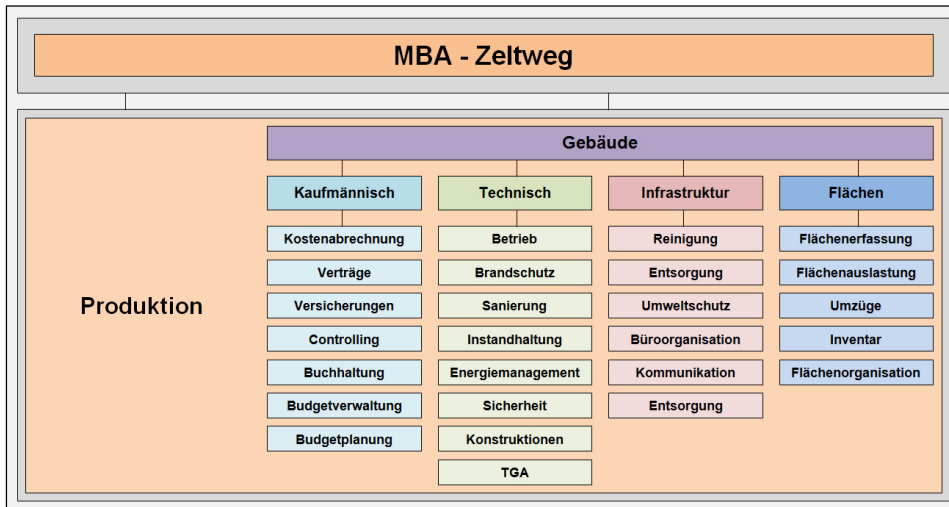 MBA - Zeltweg
Produktion
Gebäude
Kaufmännisch
Kostenabrechnung
Verträge
Versicherungen
Controlling
Buchhaltung
Budgetverwaltung
Budgetplanung
Technisch
Betrieb
Brandschutz
Sanierung
Instandhaltung
Energiemanagement
Sicherheit
Konstruktionen
TGA
Infrastruktur
Reinigung
Entsorgung
Umweltschutz
Büroorganisation
Kommunikation
Entsorgung
Flächen
Flächenerfassung
Flächenauslastung
Umzüge
Inventar
Flächenorganisation